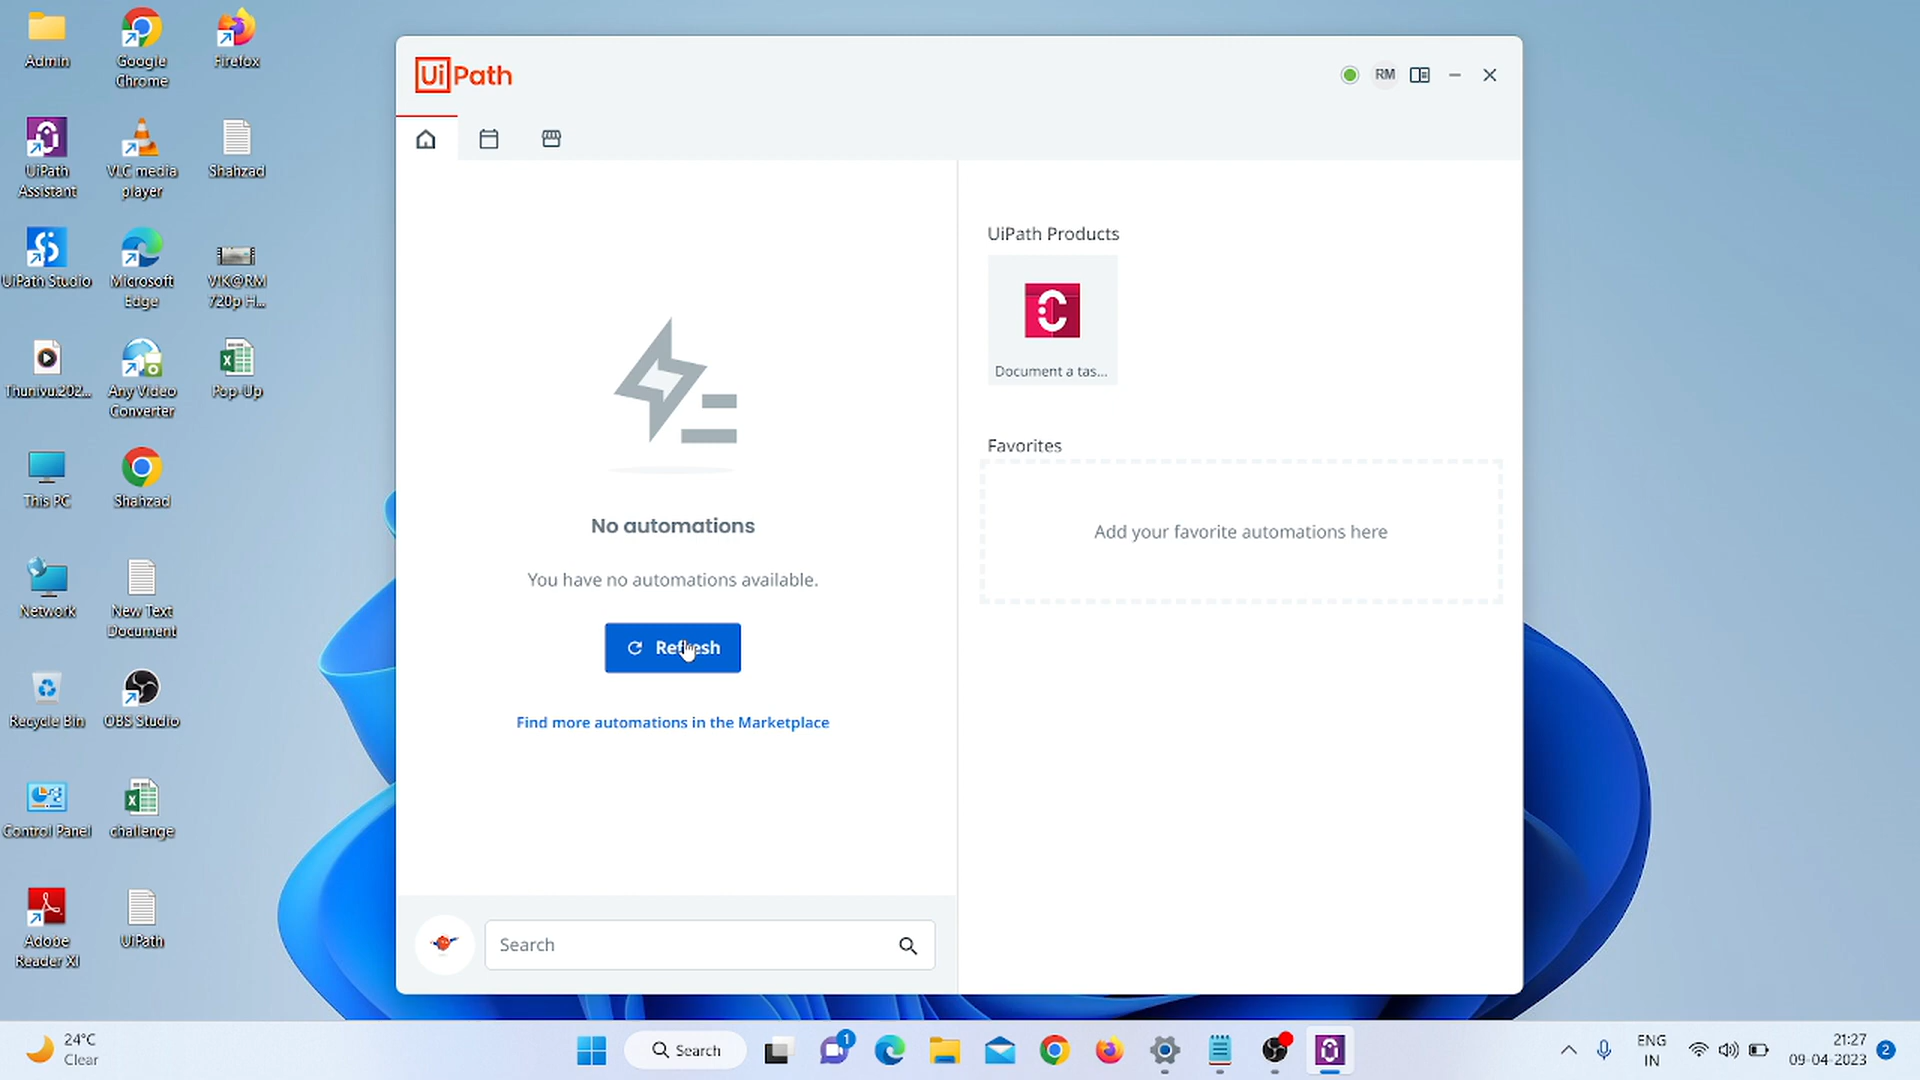 Admin
Google
Chrome
Firefox
UiPath
Assistant
VLC media
player
Shahzad
UiPath Studio
Microsoft
Edge
VIK@RM
720p H...
Thunivu.202...
Any Video
Converter
Pop-Up
This PC
Shahzad
Network
New Text
Document
Recycle Bin
OBS Studio
Control Panel
challenge
Adobe
Reader XI
UiPath
UiPath
RM
No automations
You have no automations available.
Refresh
Find more automations in the Marketplace
Search
UiPath Products
Document a tas...
Favorites
Add your favorite automations here
24°C
Clear
Search
1
ENG
IN
21:27
09-04-2023
2